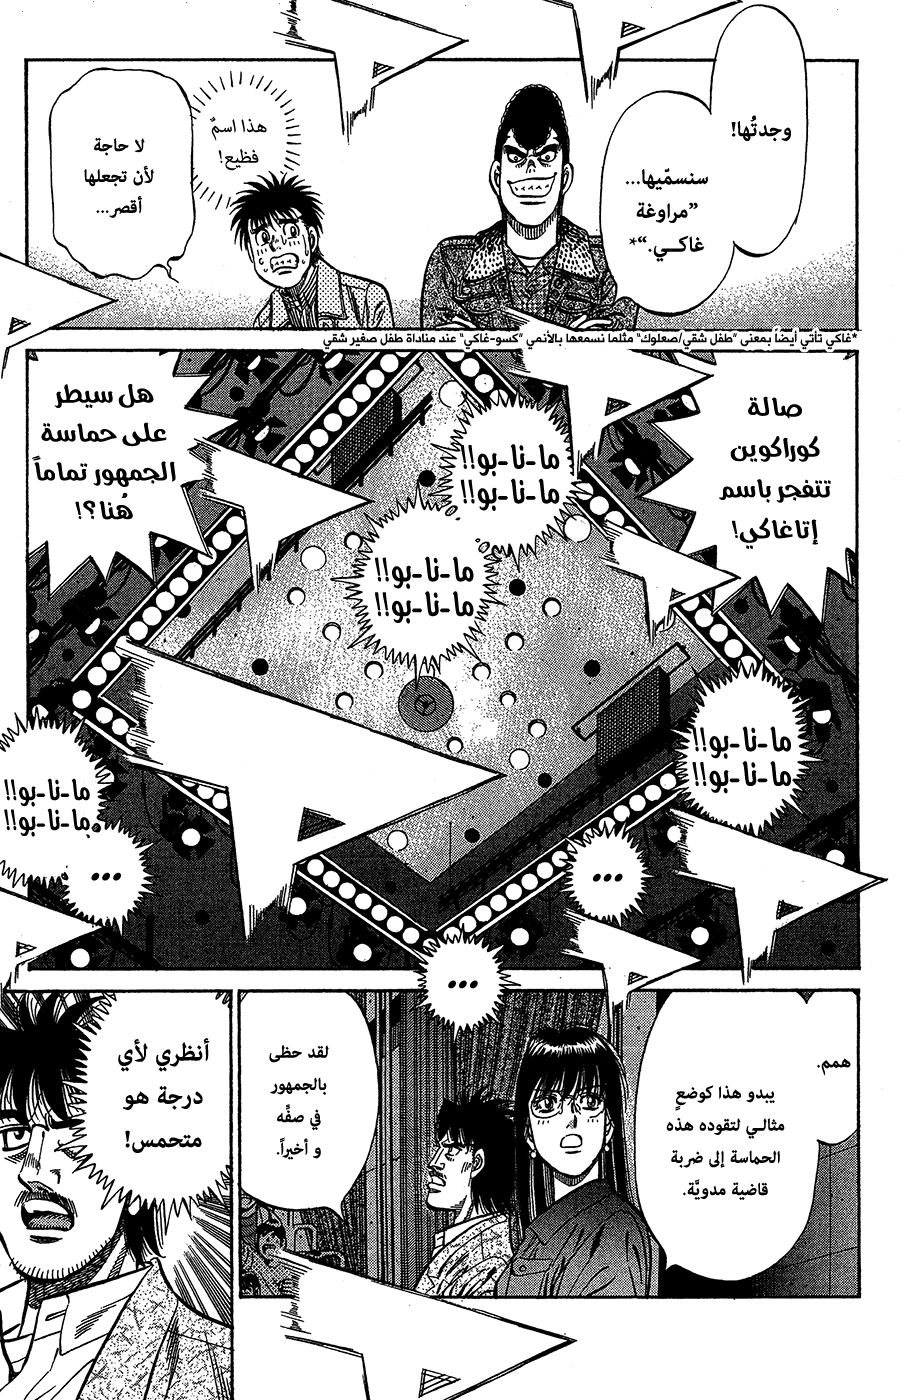 وجدتُها!
سنسمّيها...
”مراوغة
غاكـي.“*
هذا اسمٌ
فظيع!
لا حاجة
لأن تجعلها
أقصر...
*غاكي تأتي أيضاً بمعنى "طفل شقي/صعلوك" مثلما نسمعها بالأنمي "كسو-غاكي" عند مناداة طفل صغير شقي
صالة
كوراكوين
تتفجر باسم
إتاغاكي!
هل سيطر
على حماسة
الجمهور تماماً
هُنا؟!
ما-نا-بو!!
ما-نا-بو!!
ما-نا-بو!!
ما-نا-بو!!
ما-نا-بو!!
ما-نا-بو!!
ما-نا-بو!!
ما-نا-بو!!
...
...
...
همم.
يبدو هذا كوضعٍ
مثالـي لتقوده هذه
الحماسة إلى ضربة
قاضية مدويَّة.
لقد حظى
بالجمهور
في صفَّه
و أخيراً.
أنظري لأي
درجة هو
متحمس!